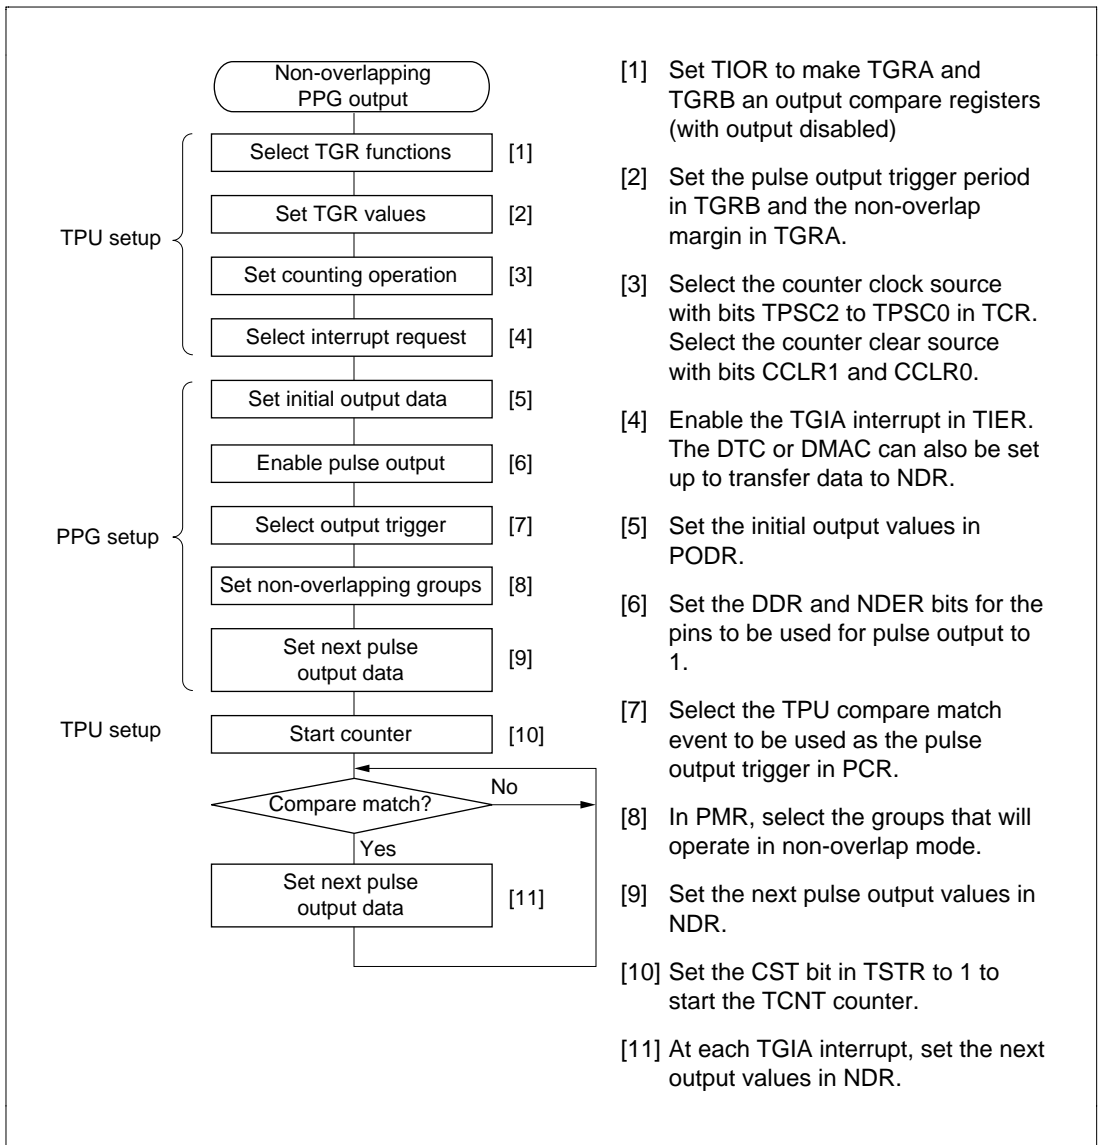 Non-overlapping
PPG output
Select TGR functions [1]
Set TGR values [2]
TPU setup
Set counting operation [3]
Select interrupt request [4]
Set initial output data [5]
Enable pulse output [6]
Select output trigger [7]
PPG setup
Set non-overlapping groups [8]
Set next pulse
output data [9]
TPU setup
Start counter [10]
Compare match?
No
Yes
Set next pulse
output data [11]
[1] Set TIOR to make TGRA and
TGRB an output compare registers
(with output disabled)
[2] Set the pulse output trigger period
in TGRB and the non-overlap
margin in TGRA.
[3] Select the counter clock source
with bits TPSC2 to TPSC0 in TCR.
Select the counter clear source
with bits CCLR1 and CCLR0.
[4] Enable the TGIA interrupt in TIER.
The DTC or DMAC can also be set
up to transfer data to NDR.
[5] Set the initial output values in
PODR.
[6] Set the DDR and NDER bits for the
pins to be used for pulse output to
1.
[7] Select the TPU compare match
event to be used as the pulse
output trigger in PCR.
[8] In PMR, select the groups that will
operate in non-overlap mode.
[9] Set the next pulse output values in
NDR.
[10] Set the CST bit in TSTR to 1 to
start the TCNT counter.
[11] At each TGIA interrupt, set the next
output values in NDR.